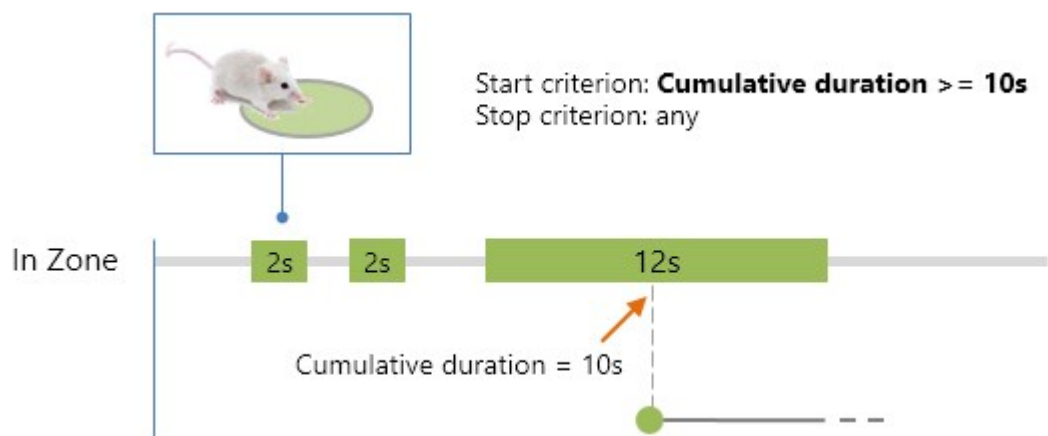 Start criterion: Cumulative duration >= 10s
Stop criterion: any
In Zone
2s
2s
12s
Cumulative duration = 10s